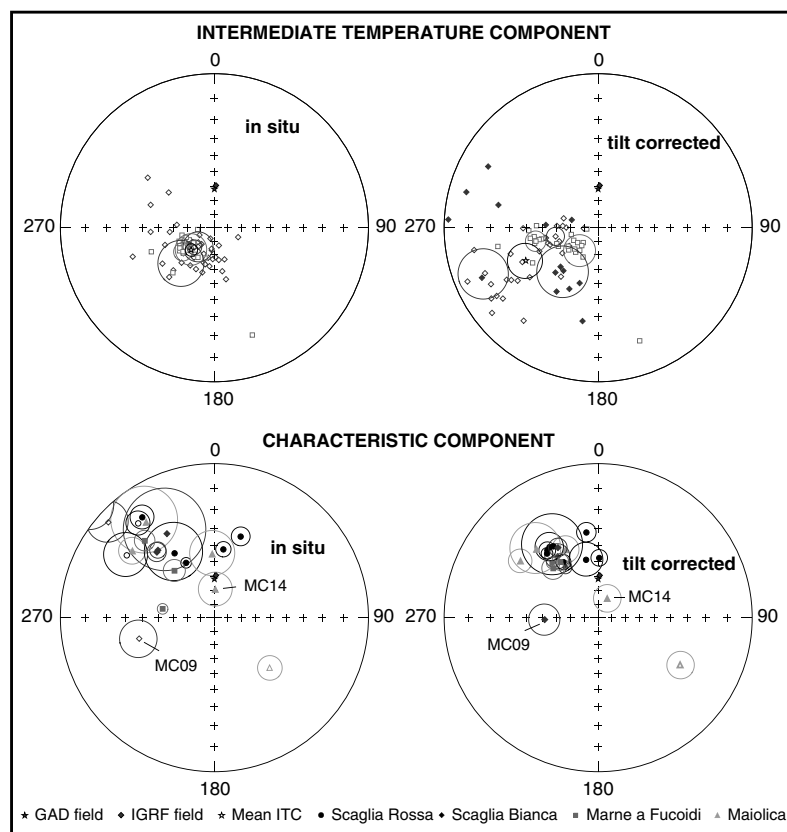 INTERMEDIATE TEMPERATURE COMPONENT
0 0
in situ
tilt corrected
270 90
270 90
180 180
CHARACTERISTIC COMPONENT
0 0
in situ
tilt corrected
MC14
MC14
270 90
270 90
MC09
MC09
180 180
GAD field IGRF field Mean ITC Scaglia Rossa Scaglia Bianca Marne a Fucoidi Maiolica